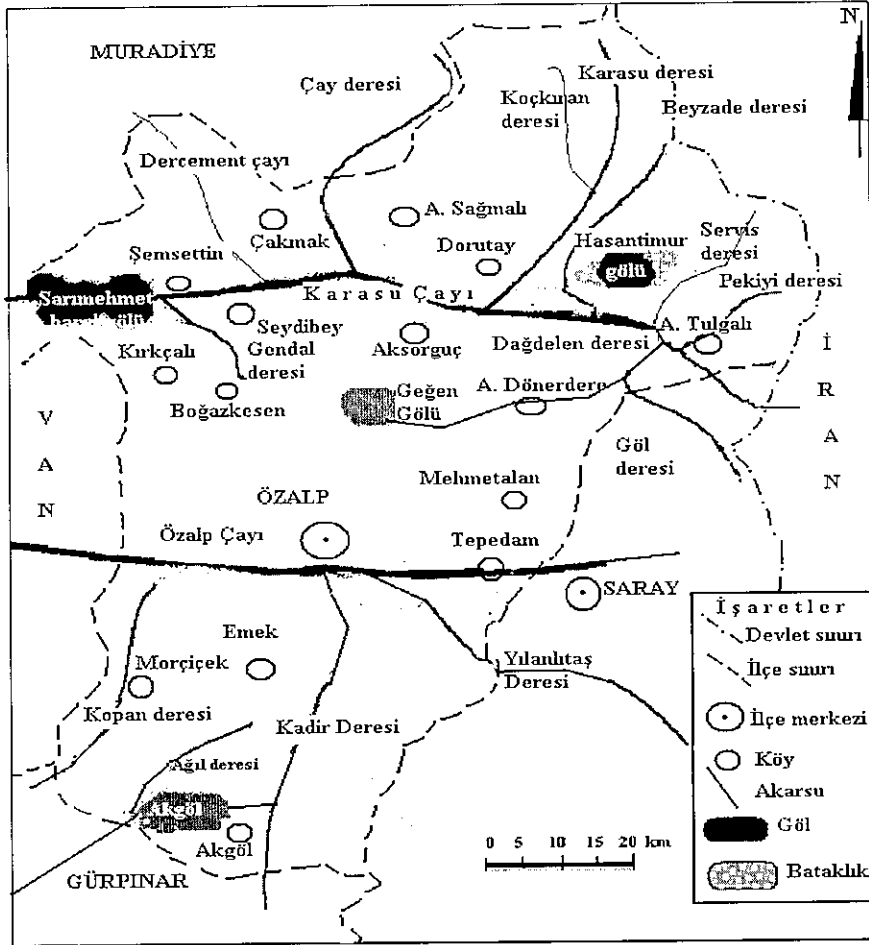 N
MURADİYE
Karasu deresi
Çay deresi
Koçkıran
deresi
Beyzade deresi
Dercement çayı
A. Sağmalı
Çakmak
Dorutay
Hasantimur
gölü
Servis
deresi
Şemsettin
Pekiyi deresi
Sarımehmet
Karasu Çayı
Seydibey
Gendal
deresi
Aksorguç
Dağdelen deresi
A. Tulgalı
Kırkçalı
Boğazkesen
Geğen
Gölü
A. Dönerdere
İRAN
VAN
Göl
deresi
Mehmetalan
ÖZALP
Özalp Çayı
Tepedam
SARAY
Emek
Morçiçek
Yılanlıtaş
Deresi
Kopan deresi
Kadir Deresi
Ağıl deresi
Akgöl
Akgöl
GÜRPINAR
0 5 10 15 20 km
İşaretler
Devlet sınırı
İlçe sınırı
İlçe merkezi
Köy
Akarsu
Göl
Bataklık